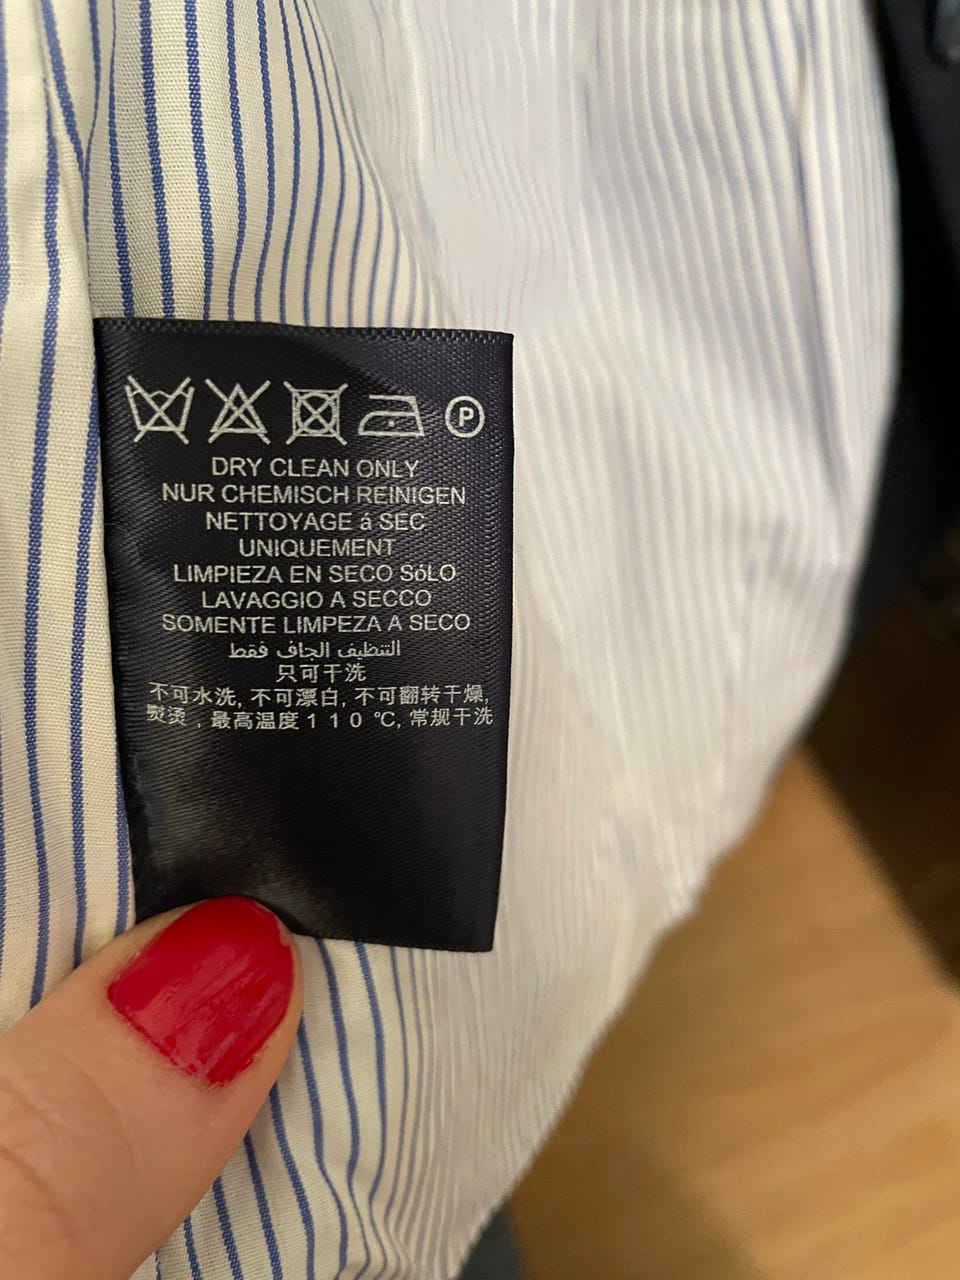 P
DRY CLEAN ONLY
NUR CHEMISCH REINIGEN
NETTOYAGE á SEC
UNIQUEMENT
LIMPIEZA EN SECO SóLO
LAVAGGIO A SECCO
SOMENTE LIMPEZA A SECO
التنظيف الجاف فقط
只可干洗
不可水洗, 不可漂白, 不可翻转干燥,
熨烫 , 最高温度110 ℃, 常规干洗